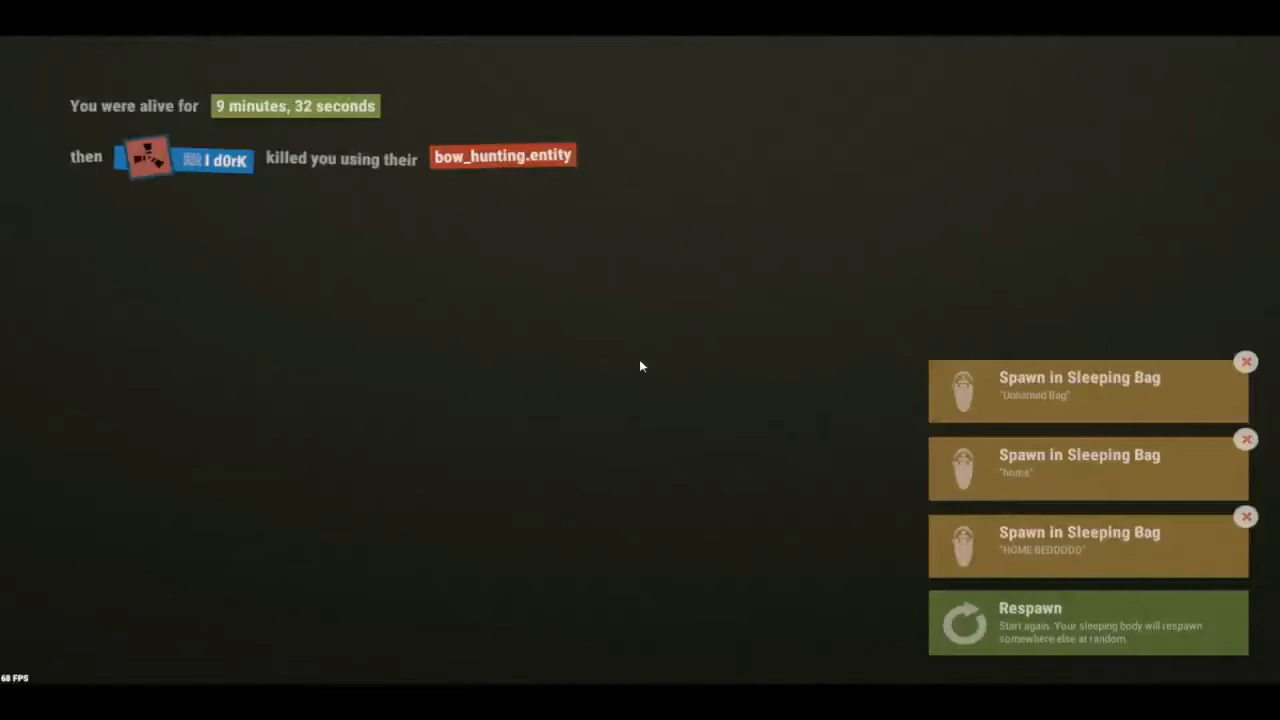 You were alive for 9 minutes, 32 seconds
then I d0rK killed you using their bow_hunting.entity
Spawn in Sleeping Bag
"Unnamed Bag"
Spawn in Sleeping Bag
"home"
Spawn in Sleeping Bag
"HOME BEDDDDD"
Respawn
Start again. Your sleeping body will respawn
somewhere else at random.
68 FPS